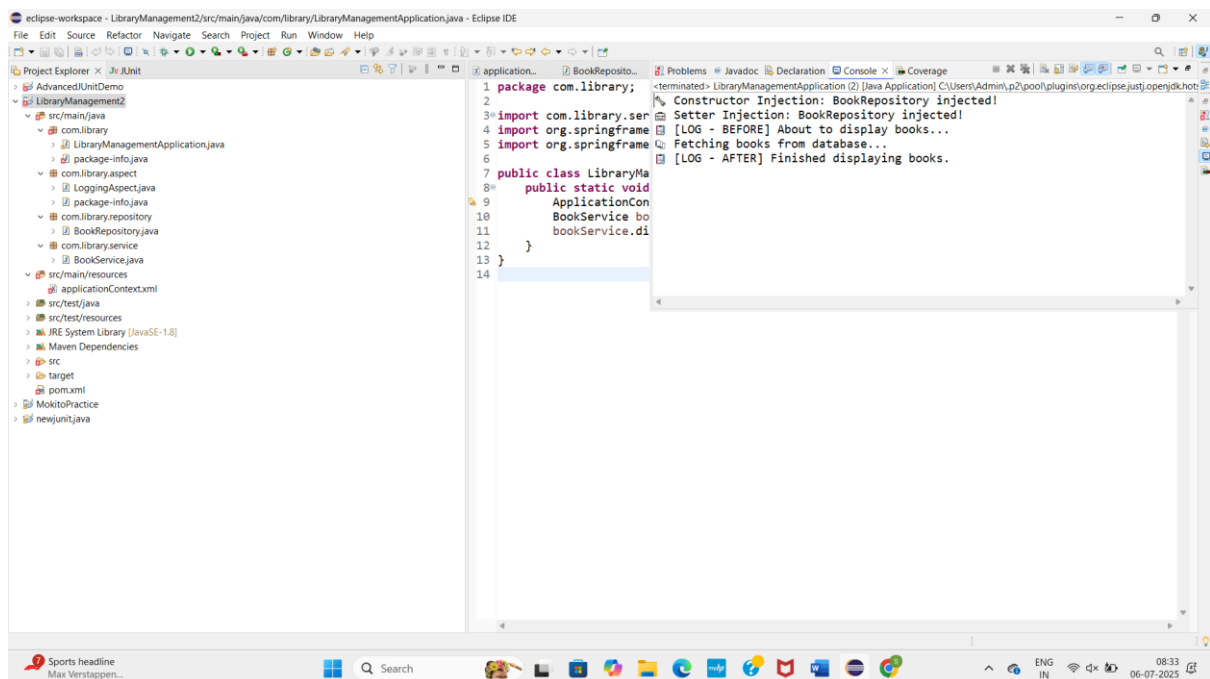 eclipse-workspace - LibraryManagement2/src/main/java/com/library/LibraryManagementApplication.java - Eclipse IDE
File Edit Source Refactor Navigate Search Project Run Window Help
Project Explorer JUnit
AdvancedJUnitDemo
LibraryManagement2
src/main/java
com.library
LibraryManagementApplication.java
package-info.java
com.library.aspect
LoggingAspect.java
package-info.java
com.library.repository
BookRepository.java
com.library.service
BookService.java
src/main/resources
applicationContext.xml
src/test/java
src/test/resources
JRE System Library [JavaSE-1.8]
Maven Dependencies
src
target
pom.xml
MokitoPractice
newjunit.java
application... BookReposito...
1 package com.library;
2
3 import com.library.ser
4 import org.springframe
5 import org.springframe
6
7 public class LibraryMa
8 public static void
9 ApplicationCon
10 BookService bo
11 bookService.di
12 }
13 }
14
Problems Javadoc Declaration Console Coverage
<terminated> LibraryManagementApplication (2) [Java Application] C:\Users\Admin\.p2\pool\plugins\org.eclipse.justj.openjdk.hots
Constructor Injection: BookRepository injected!
Setter Injection: BookRepository injected!
[LOG - BEFORE] About to display books...
Fetching books from database...
[LOG - AFTER] Finished displaying books.
7
Sports headline
Max Verstappen...
Search
ENG
IN
08:33
06-07-2025